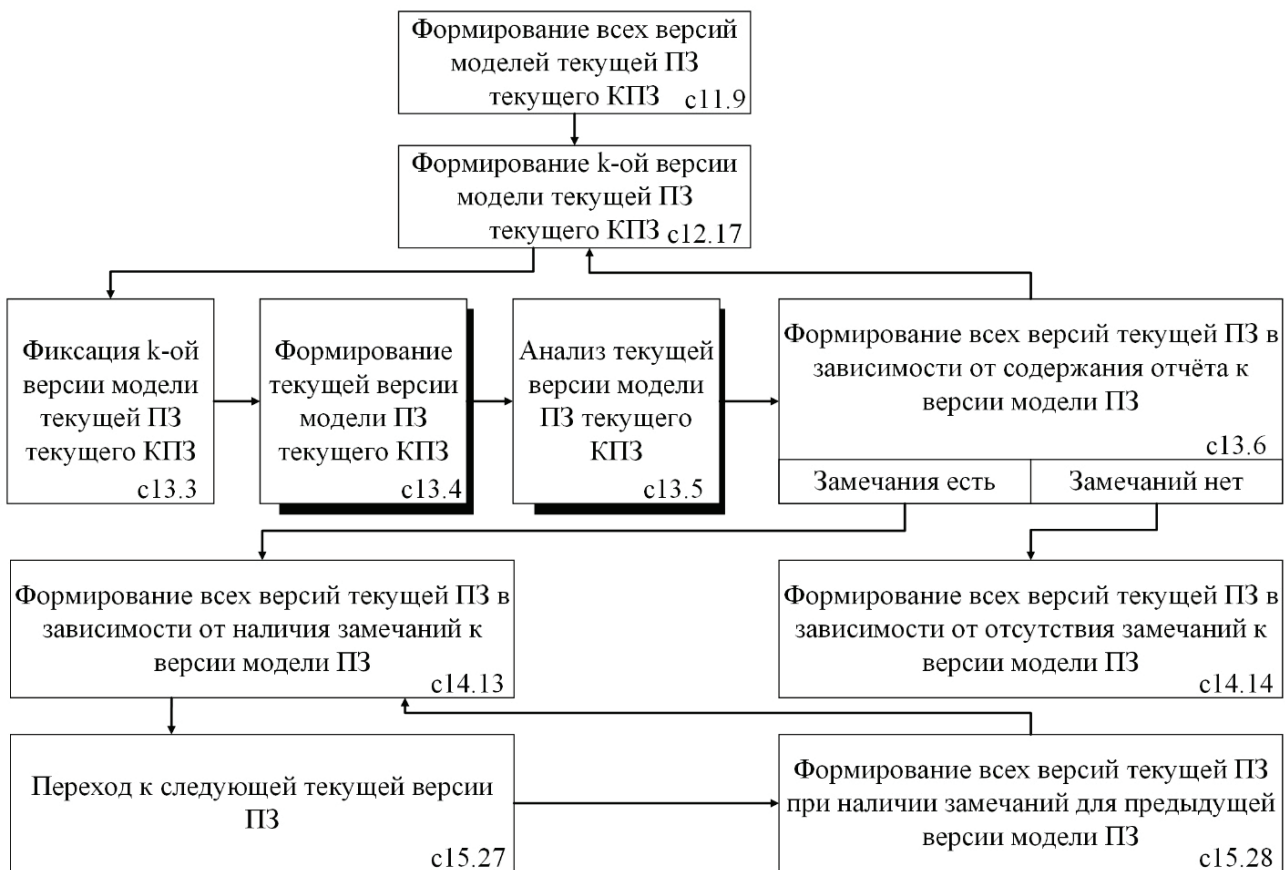 Формирование всех версий
моделей текущей ПЗ
текущего КПЗ
с11.9
Формирование k-ой версии
модели текущей ПЗ
текущего КПЗ
с12.17
Фиксация k-ой
версии модели
текущей ПЗ
текущего КПЗ
с13.3
Формирование
текущей версии
модели ПЗ
текущего КПЗ
с13.4
Анализ текущей
версии модели
ПЗ текущего
КПЗ
с13.5
Формирование всех версий текущей ПЗ в
зависимости от содержания отчёта к
версии модели ПЗ
с13.6
Замечания есть
Замечаний нет
Формирование всех версий текущей ПЗ в
зависимости от наличия замечаний к
версии модели ПЗ
с14.13
Формирование всех версий текущей ПЗ в
зависимости от отсутствия замечаний к
версии модели ПЗ
с14.14
Переход к следующей текущей версии
ПЗ
с15.27
Формирование всех версий текущей ПЗ
при наличии замечаний для предыдущей
версии модели ПЗ
с15.28